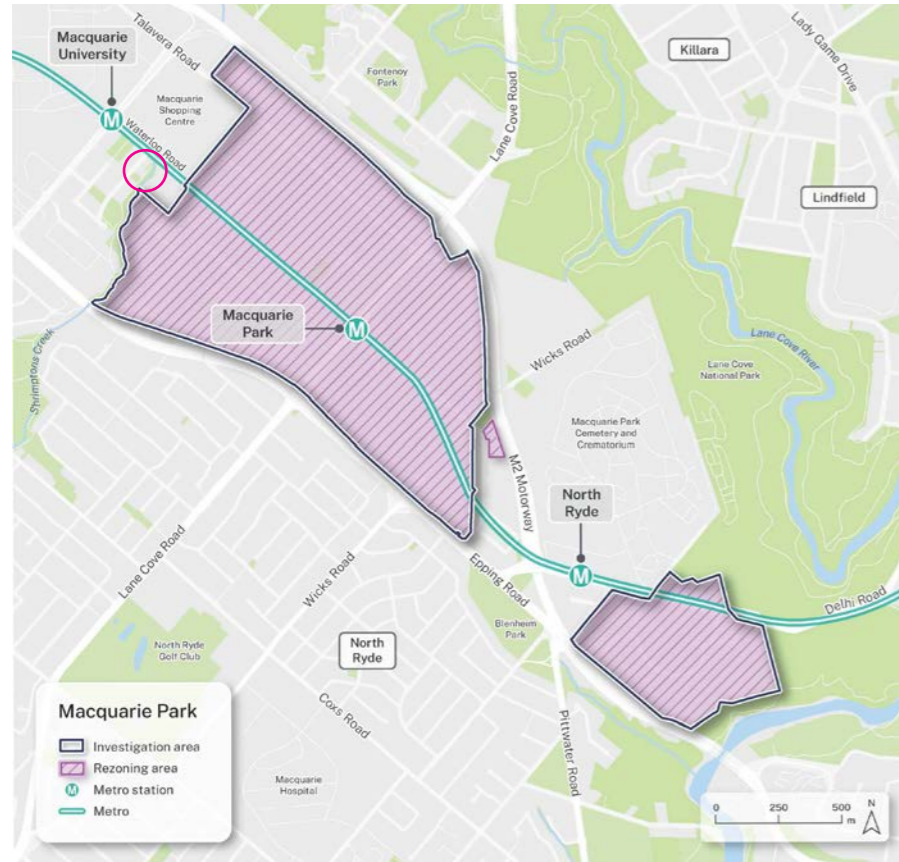 Talavera Road
Macquarie
University
Macquarie
Shopping
Centre
Waterloo Road
Fontenoy
Park
Lane Cove Road
Killara
Lady Game Drive
Lindfield
Macquarie
Park
Shrimptons Creek
Wicks Road
Lane Cove
National Park
Lane Cove River
Macquarie Park
Cemetery and
Crematorium
M2 Motorway
North
Ryde
Epping Road
Delhi Road
Blenheim
Park
Lane Cove Road
Wicks Road
North Ryde
Golf Club
North
Ryde
Coxs Road
Pittwater Road
Macquarie
Hospital
Macquarie Park
Investigation area
Rezoning area
M Metro station
Metro
M
M
M
0 250 500
m
N